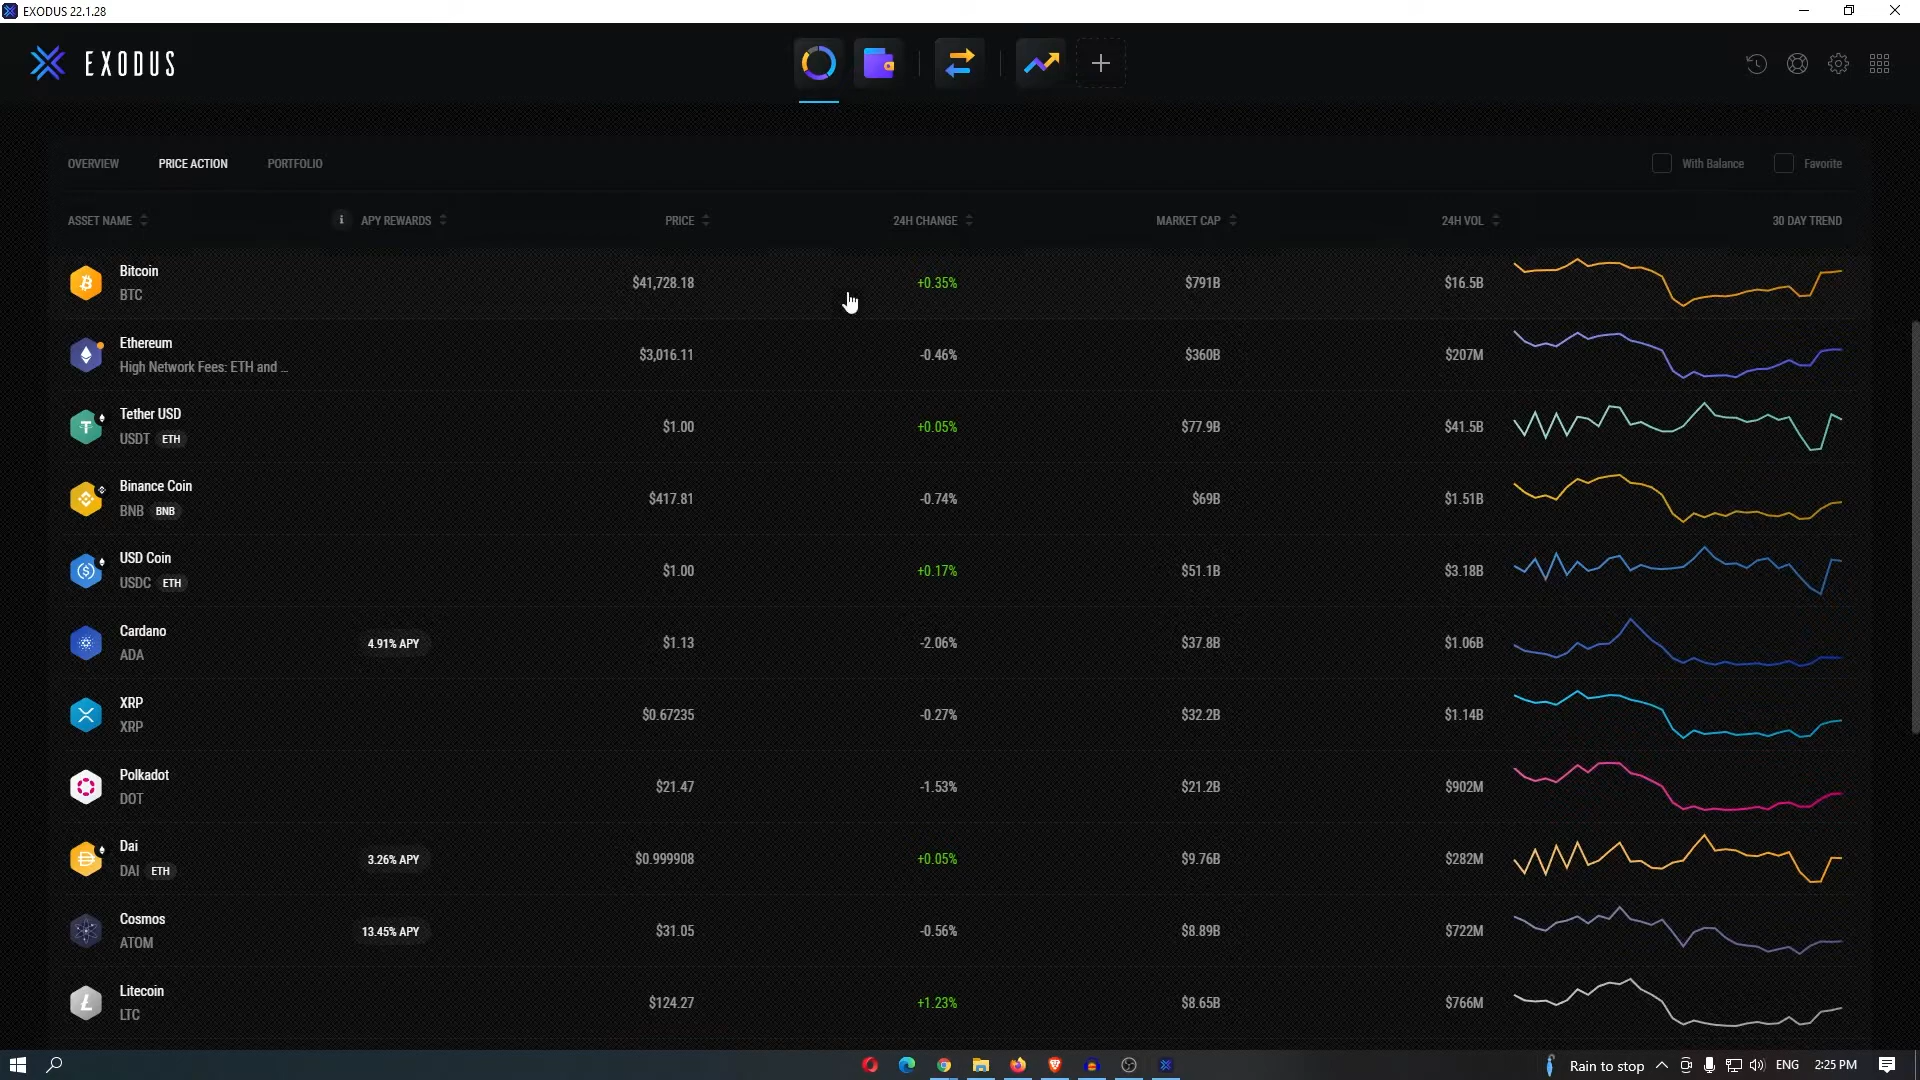 EXODUS 22.1.28
EXODUS
OVERVIEW PRICE ACTION PORTFOLIO With Balance Favorite
ASSET NAME i APY REWARDS PRICE 24H CHANGE MARKET CAP 24H VOL 30 DAY TREND
Bitcoin
BTC $41,728.18 +0.35% $791B $16.5B
Ethereum
High Network Fees: ETH and ... $3,016.11 -0.46% $360B $207M
Tether USD
USDT ETH $1.00 +0.05% $77.9B $41.5B
Binance Coin
BNB BNB $417.81 -0.74% $69B $1.51B
USD Coin
USDC ETH $1.00 +0.17% $51.1B $3.18B
Cardano
ADA 4.91% APY $1.13 -2.06% $37.8B $1.06B
XRP
XRP $0.67235 -0.27% $32.2B $1.14B
Polkadot
DOT $21.47 -1.53% $21.2B $902M
Dai
DAI ETH 3.26% APY $0.999908 +0.05% $9.76B $282M
Cosmos
ATOM 13.45% APY $31.05 -0.56% $8.89B $722M
Litecoin
LTC $124.27 +1.23% $8.65B $766M
Rain to stop ENG 2:25 PM